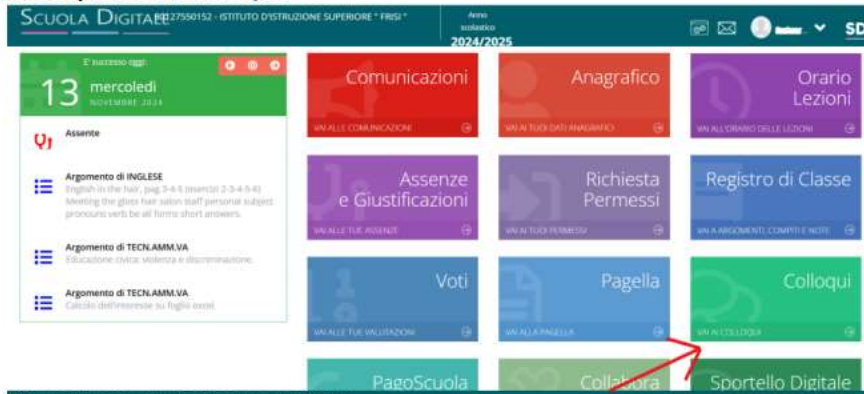 SCUOLA DIGITALE
80127550152 - ISTITUTO D'ISTRUZIONE SUPERIORE " FRISI "
Anno
scolastico
2024/2025
SD
E' successo oggi:
13 mercoledì
NOVEMBRE 2024
Assente
Argomento di INGLESE
English in the hair, pag.3-4-5 (esercizi 2-3-4-5-6)
Meeting the gloss hair salon staff personal subject
pronouns verb be all forms short answers.
Argomento di TECN.AMM.VA
Educazione civica: violenza e discriminazione.
Argomento di TECN.AMM.VA
Calcolo dell'interesse su foglio excel
Comunicazioni
VAI ALLE COMUNICAZIONI
Anagrafico
VAI AI TUOI DATI ANAGRAFICI
Orario
Lezioni
VAI ALL'ORARIO DELLE LEZIONI
Assenze
e Giustificazioni
VAI ALLE TUE ASSENZE
Richiesta
Permessi
VAI AI TUOI PERMESSI
Registro di Classe
VAI A ARGOMENTI, COMPITI E NOTE
Voti
VAI ALLE TUE VALUTAZIONI
Pagella
VAI ALLA PAGELLA
Colloqui
VAI AI COLLOQUI
PagoScuola
Collabora
Sportello Digitale